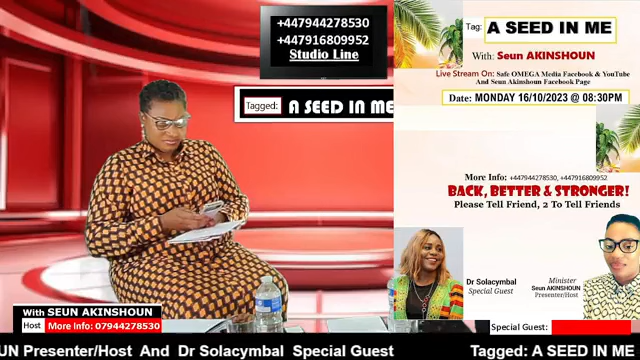 +447944278530
+447916809952
Studio Line
Tagged: A SEED IN ME
Tag: A SEED IN ME
With: Seun AKINSHOUN
Live Stream On: Safe OMEGA Media Facebook & YouTube
And Seun Akinshoun Facebook Page
Date: MONDAY 16/10/2023 @ 08:30PM
More Info: +447944278530, +447916809952
BACK, BETTER & STRONGER!
Please Tell Friend, 2 To Tell Friends
Dr Solacymbal
Special Guest
Minister
Seun AKINSHOUN
Presenter/Host
With SEUN AKINSHOUN
Host More Info: 07944278530
Special Guest:
UN Presenter/Host And Dr Solacymbal Special Guest Tagged: A SEED IN ME